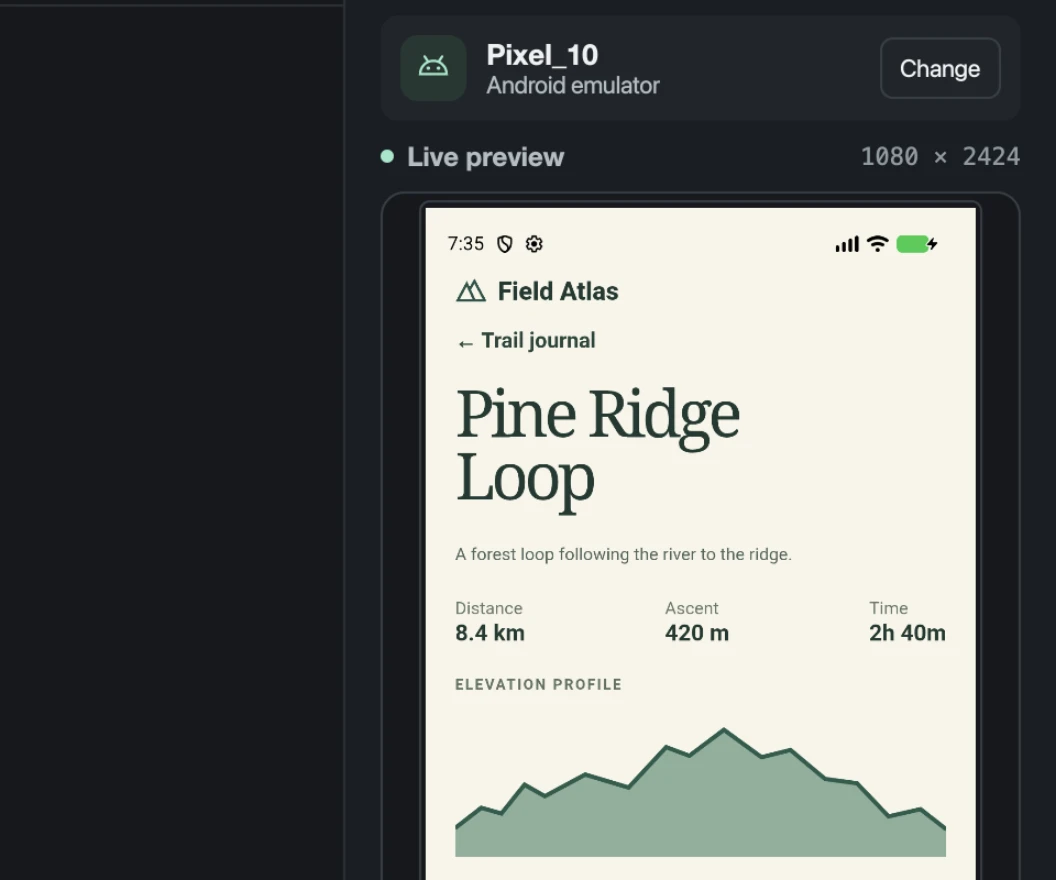 Pixel_10
Android emulator
Change
Live preview
1080 × 2424
7:35
Field Atlas
← Trail journal
Pine Ridge
Loop
A forest loop following the river to the ridge.
Distance Ascent Time
8.4 km 420 m 2h 40m
ELEVATION PROFILE